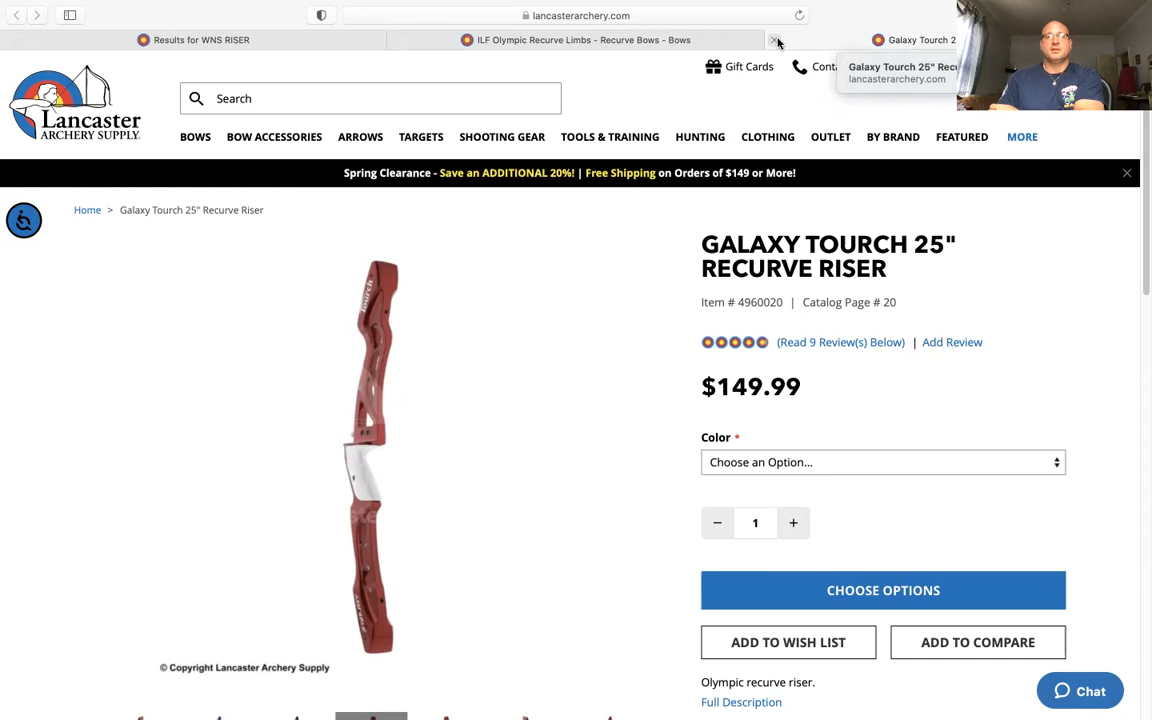 lancasterarchery.com
Results for WNS RISER
ILF Olympic Recurve Limbs - Recurve Bows - Bows
Galaxy Tourch 2
Galaxy Tourch 25" Recu
lancasterarchery.com
Gift Cards
Conta
LANCASTER
ARCHERY SUPPLY
Search
BOWS BOW ACCESSORIES ARROWS TARGETS SHOOTING GEAR TOOLS & TRAINING HUNTING CLOTHING OUTLET BY BRAND FEATURED MORE
Spring Clearance - Save an ADDITIONAL 20%! | Free Shipping on Orders of $149 or More!
Home > Galaxy Tourch 25" Recurve Riser
Tourch
GALAXY TOURCH 25"
RECURVE RISER
Item # 4960020 | Catalog Page # 20
(Read 9 Review(s) Below) | Add Review
$149.99
Color *
Choose an Option...
− 1 +
CHOOSE OPTIONS
ADD TO WISH LIST ADD TO COMPARE
© Copyright Lancaster Archery Supply
Olympic recurve riser.
Full Description
Chat